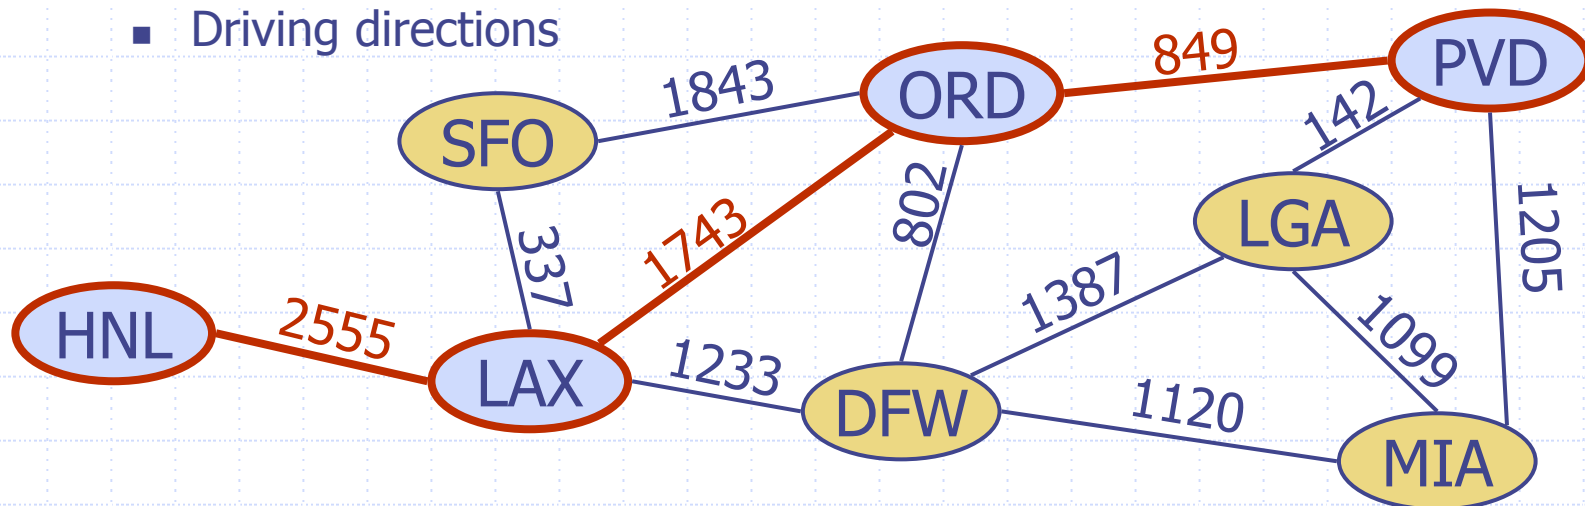 Driving directions
849
PVD
1843
ORD
142
SFO
802
1743
LGA
1205
337
1387
HNL
2555
1099
LAX
1233
DFW
1120
MIA